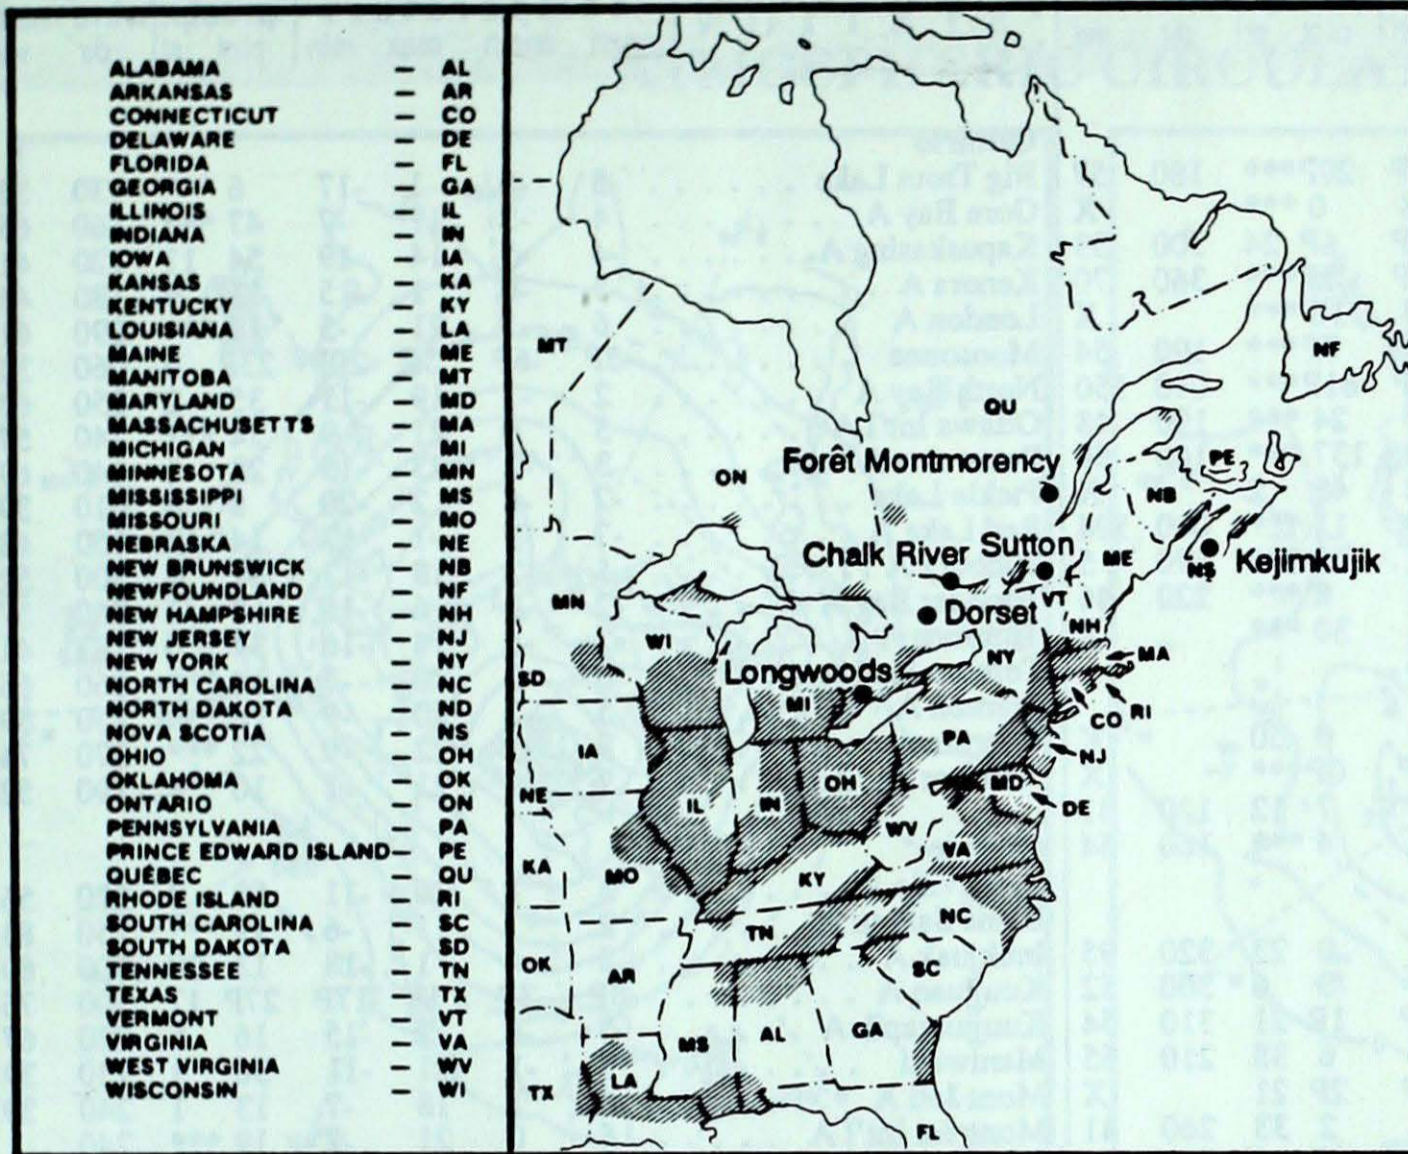 ALABAMA — AL
ARKANSAS — AR
CONNECTICUT — CO
DELAWARE — DE
FLORIDA — FL
GEORGIA — GA
ILLINOIS — IL
INDIANA — IN
IOWA — IA
KANSAS — KA
KENTUCKY — KY
LOUISIANA — LA
MAINE — ME
MANITOBA — MT
MARYLAND — MD
MASSACHUSETTS — MA
MICHIGAN — MI
MINNESOTA — MN
MISSISSIPPI — MS
MISSOURI — MO
NEBRASKA — NE
NEW BRUNSWICK — NB
NEWFOUNDLAND — NF
NEW HAMPSHIRE — NH
NEW JERSEY — NJ
NEW YORK — NY
NORTH CAROLINA — NC
NORTH DAKOTA — ND
NOVA SCOTIA — NS
OHIO — OH
OKLAHOMA — OK
ONTARIO — ON
PENNSYLVANIA — PA
PRINCE EDWARD ISLAND — PE
QUÉBEC — QU
RHODE ISLAND — RI
SOUTH CAROLINA — SC
SOUTH DAKOTA — SD
TENNESSEE — TN
TEXAS — TX
VERMONT — VT
VIRGINIA — VA
WEST VIRGINIA — WV
WISCONSIN — WI
MT
NF
QU
ON
Forêt Montmorency
PE
NB
Chalk River
Sutton
ME
NS
Kejimkujik
MN
Dorset
VT
NH
WI
NY
MA
SD
Longwoods
MI
CO
RI
IA
PA
NJ
NE
IL
IN
OH
MD
DE
WV
VA
KA
MO
KY
NC
TN
OK
AR
SC
MS
AL
GA
TX
LA
FL